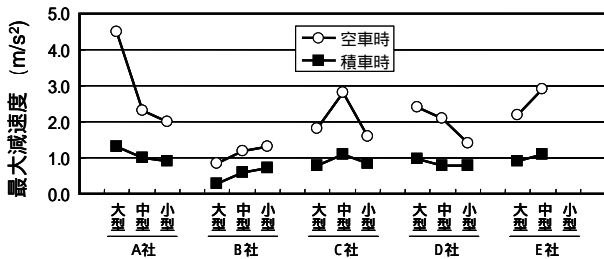 最大減速度 (m/s²)
5.0
4.0
3.0
2.0
1.0
0.0
空車時
積車時
大型 中型 小型
A社
大型 中型 小型
B社
大型 中型 小型
C社
大型 中型 小型
D社
大型 中型 小型
E社